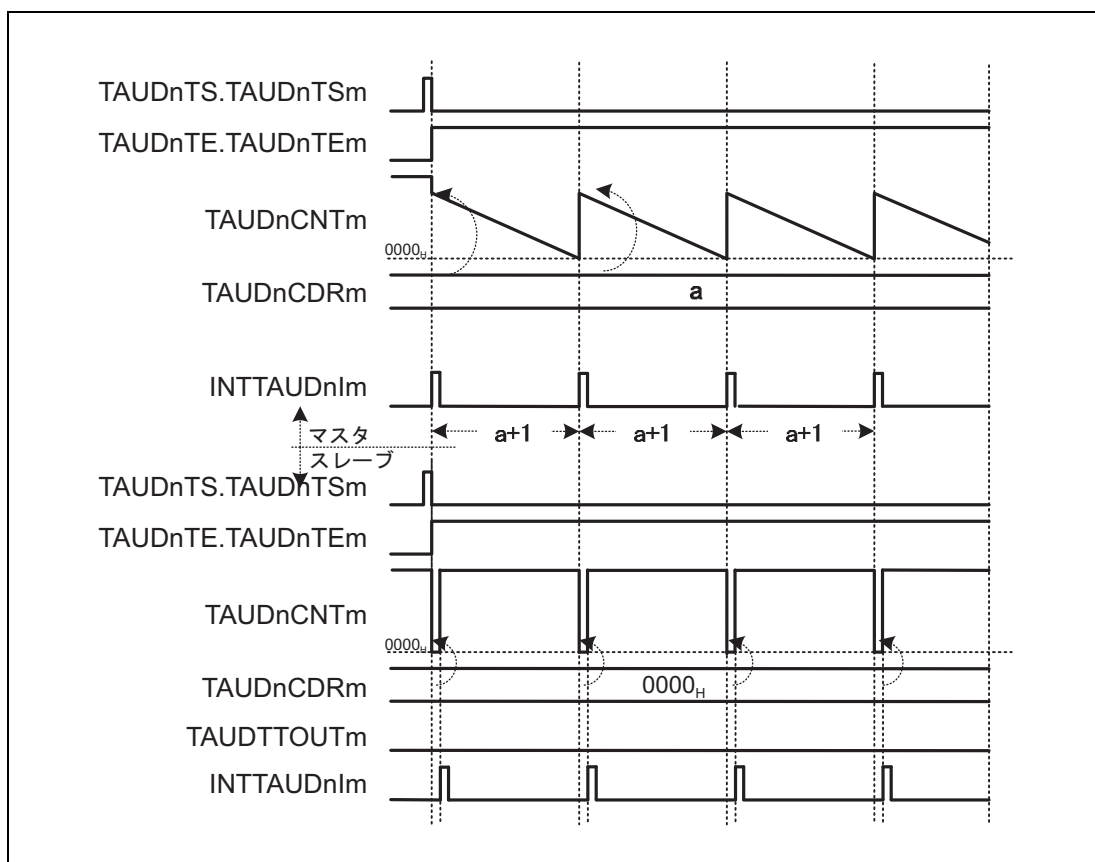 TAUDnTS.TAUDnTSm
TAUDnTE.TAUDnTEm
TAUDnCNTm
0000H
TAUDnCDRm
a
INTTAUDnIm
a+1
a+1
a+1
マスタ
スレーブ
TAUDnTS.TAUDnTSm
TAUDnTE.TAUDnTEm
TAUDnCNTm
0000H
TAUDnCDRm
0000H
TAUDTTOUTm
INTTAUDnIm